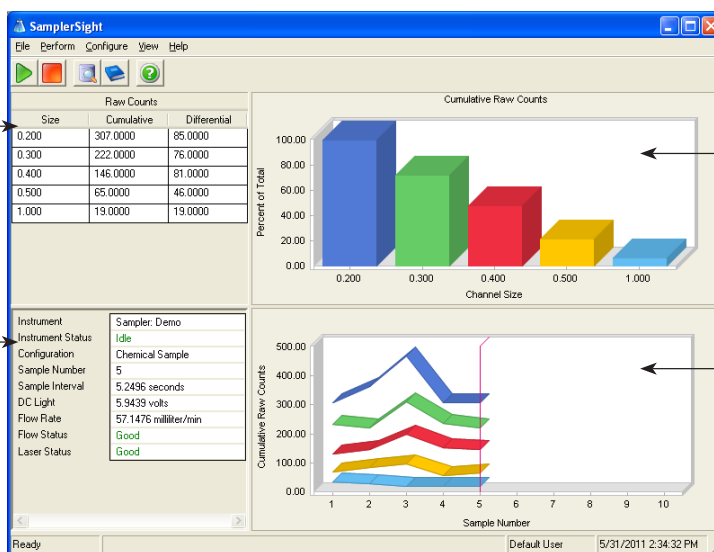 SamplerSight
File Perform Configure View Help
Raw Counts
Size Cumulative Differential
0.200 307.0000 85.0000
0.300 222.0000 76.0000
0.400 146.0000 81.0000
0.500 65.0000 46.0000
1.000 19.0000 19.0000
Cumulative Raw Counts
Percent of Total
100.00
80.00
60.00
40.00
20.00
0.00
0.200 0.300 0.400 0.500 1.000
Channel Size
Instrument Sampler: Demo
Instrument Status Idle
Configuration Chemical Sample
Sample Number 5
Sample Interval 5.2496 seconds
DC Light 5.9439 volts
Flow Rate 57.1476 milliliter/min
Flow Status Good
Laser Status Good
Cumulative Raw Counts
500.00
400.00
300.00
200.00
100.00
0.00
1 2 3 4 5 6 7 8 9 10
Sample Number
Ready Default User 5/31/2011 2:34:32 PM